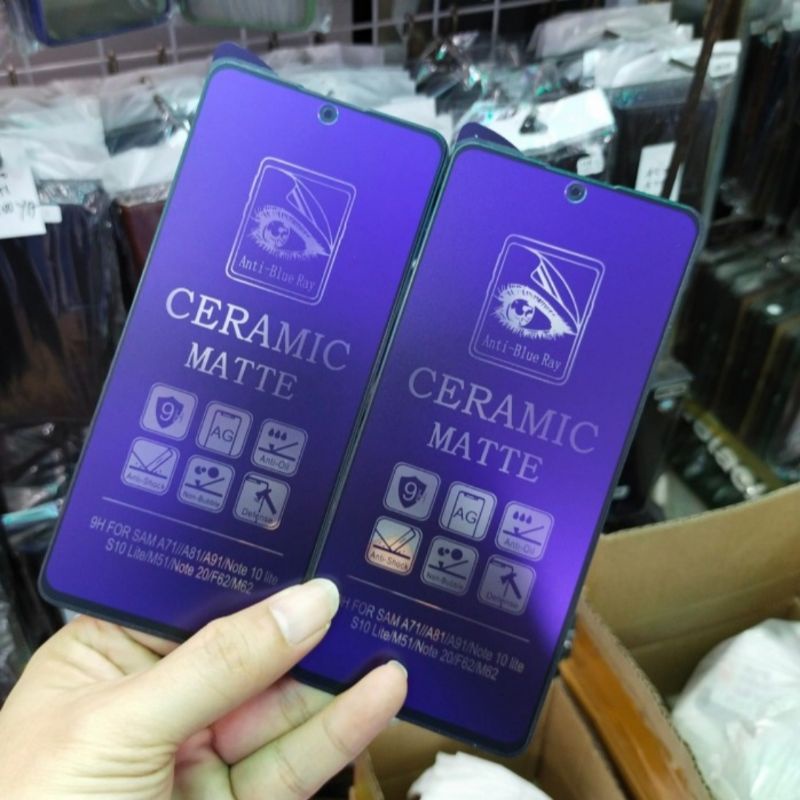 Anti-Blue Ray
CERAMIC
MATTE
9H
AG
Anti-Oil
Anti-Shock
Non-Bubble
Defense
9H FOR SAM A71//A81/A91/Note 10 lite
S10 Lite/M51/Note 20/F62/M62
Anti-Blue Ray
CERAMIC
MATTE
9H
AG
Anti-Oil
Anti-Shock
Non-Bubble
Defense
9H FOR SAM A71//A81/A91/Note 10 lite
S10 Lite/M51/Note 20/F62/M62